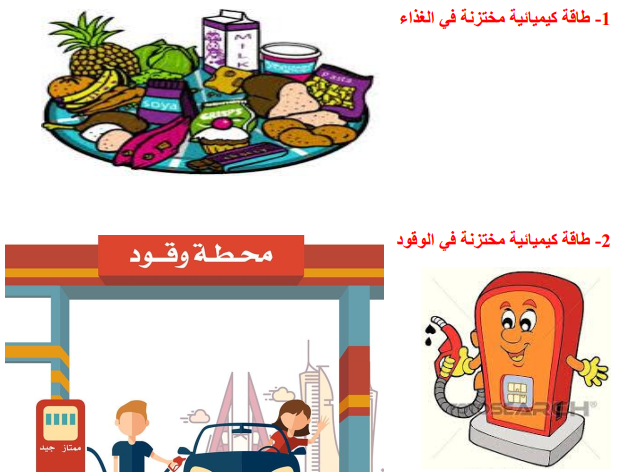 1- طاقة كيميائية مختزنة في الغذاء
MILK
SOYA
CRISPS
Pasta
2- طاقة كيميائية مختزنة في الوقود
محطة وقود
ممتاز جيد